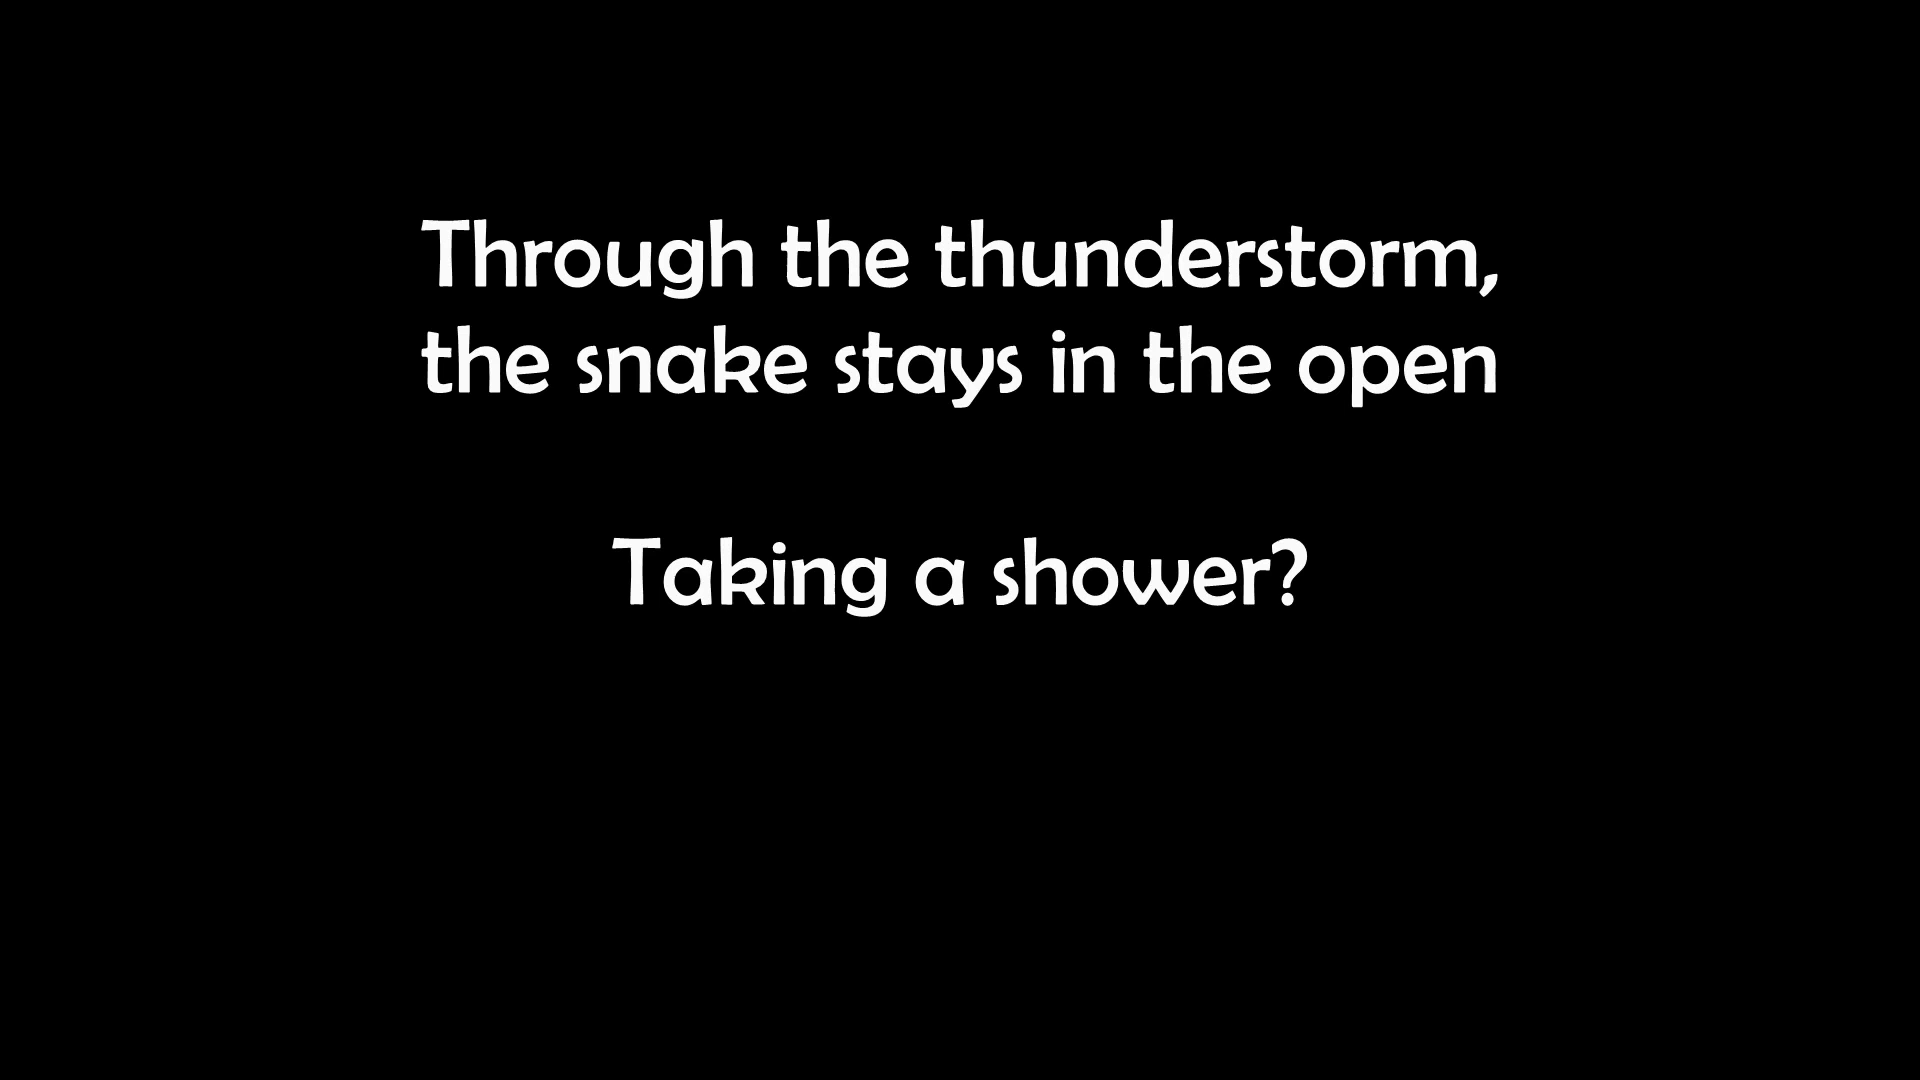 Through the thunderstorm,
the snake stays in the open
Taking a shower?